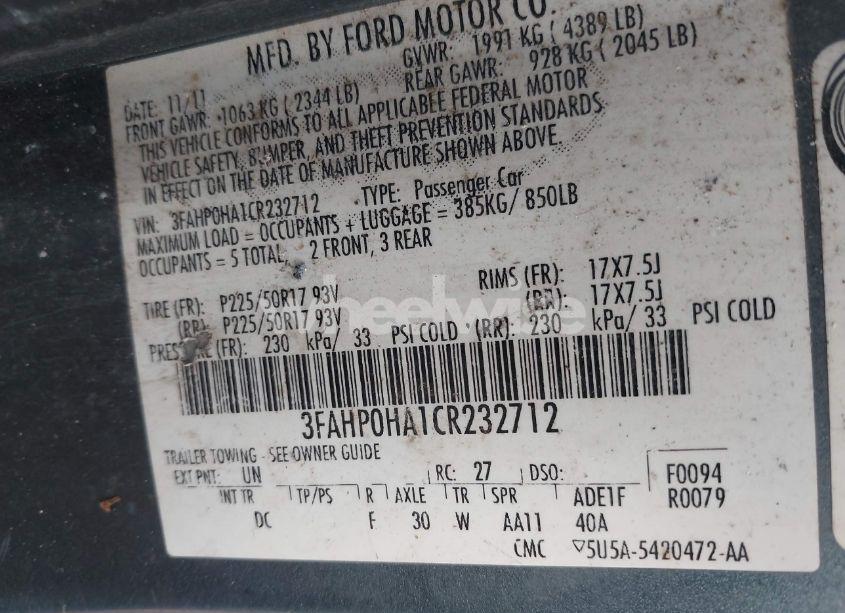 MFD. BY FORD MOTOR CO.
DATE: 11/11 GVWR: 1991 KG ( 4389 LB)
FRONT GAWR: 1063 KG ( 2344 LB) REAR GAWR: 928 KG ( 2045 LB)
THIS VEHICLE CONFORMS TO ALL APPLICABLE FEDERAL MOTOR
VEHICLE SAFETY, BUMPER, AND THEFT PREVENTION STANDARDS
IN EFFECT ON THE DATE OF MANUFACTURE SHOWN ABOVE.
VIN: 3FAHP0HA1CR232712 TYPE: Passenger Car
MAXIMUM LOAD = OCCUPANTS + LUGGAGE = 385KG/ 850LB
OCCUPANTS = 5 TOTAL, 2 FRONT, 3 REAR
TIRE (FR): P225/50R17 93V RIMS (FR): 17X7.5J
(RR): P225/50R17 93V (RR): 17X7.5J
PRESSURE (FR): 230 kPa/ 33 PSI COLD (RR): 230 kPa/ 33 PSI COLD
wheelwise
3FAHP0HA1CR232712
TRAILER TOWING - SEE OWNER GUIDE
EXT PNT: UN RC: 27 DSO: F0094
R0079
INT TR TP/PS R AXLE TR SPR ADE1F
DC F 30 W AA11 40A
CMC ▽5U5A-5420472-AA